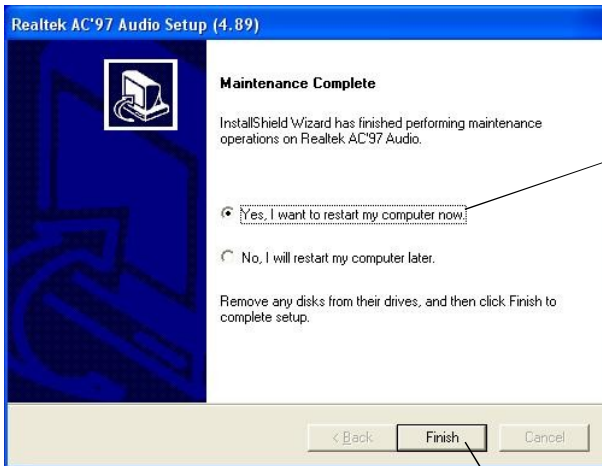 Realtek AC'97 Audio Setup (4.89)
Maintenance Complete
InstallShield Wizard has finished performing maintenance
operations on Realtek AC'97 Audio.
Yes, I want to restart my computer now.
No, I will restart my computer later.
Remove any disks from their drives, and then click Finish to
complete setup.
< Back Finish Cancel